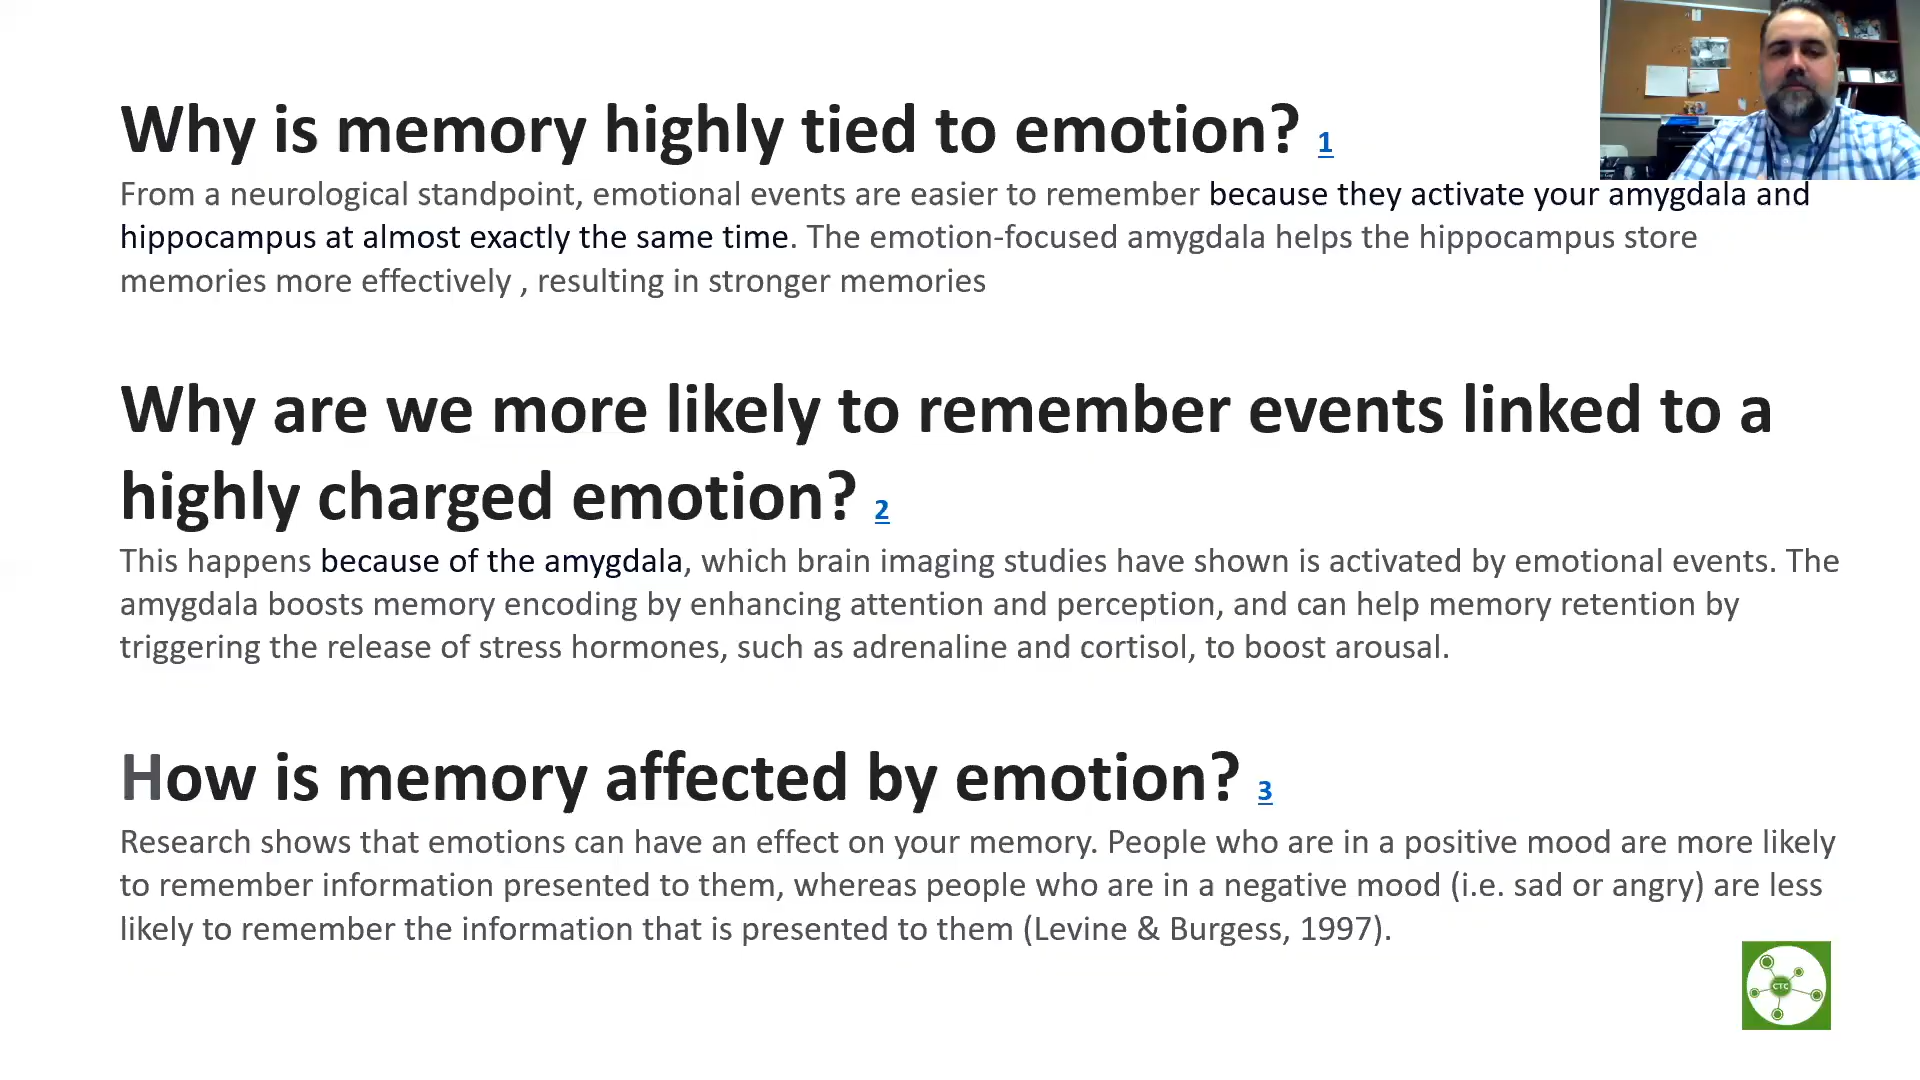 Why is memory highly tied to emotion? 1
From a neurological standpoint, emotional events are easier to remember because they activate your amygdala and
hippocampus at almost exactly the same time. The emotion-focused amygdala helps the hippocampus store
memories more effectively , resulting in stronger memories
Why are we more likely to remember events linked to a
highly charged emotion? 2
This happens because of the amygdala, which brain imaging studies have shown is activated by emotional events. The
amygdala boosts memory encoding by enhancing attention and perception, and can help memory retention by
triggering the release of stress hormones, such as adrenaline and cortisol, to boost arousal.
How is memory affected by emotion? 3
Research shows that emotions can have an effect on your memory. People who are in a positive mood are more likely
to remember information presented to them, whereas people who are in a negative mood (i.e. sad or angry) are less
likely to remember the information that is presented to them (Levine & Burgess, 1997).
CTC